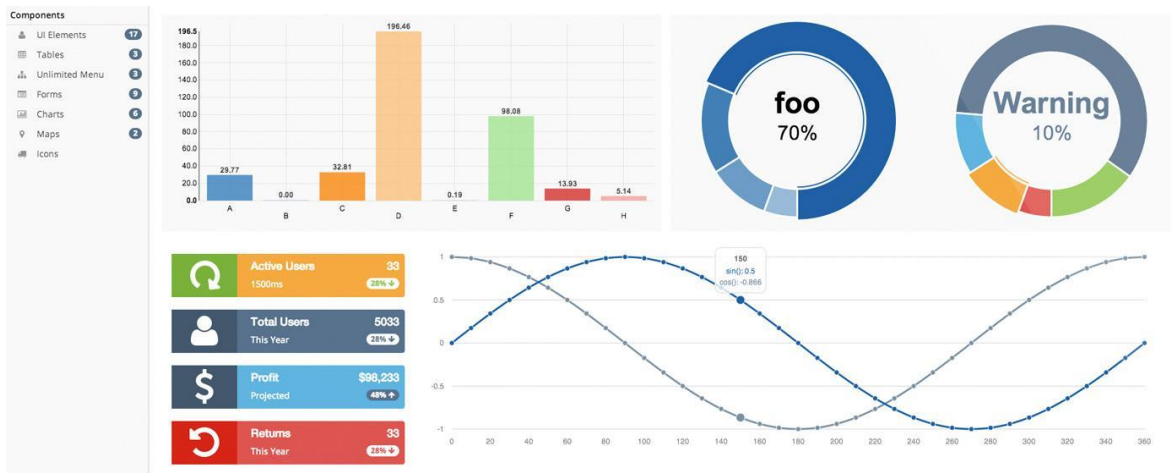 Components
UI Elements 17
Tables 3
Unlimited Menu 3
Forms 9
Charts 6
Maps 2
Icons
196.5
180.0
160.0
140.0
120.0
100.0
80.0
60.0
40.0
20.0
0.0
29.77
0.00
32.81
196.46
0.19
98.08
13.93
5.14
A
B
C
D
E
F
G
H
foo
70%
Warning
10%
Active Users 33
1500ms 28%
Total Users 5033
This Year 28%
Profit $98,233
Projected 48%
Returns 33
This Year 28%
1
0.5
0
-0.5
-1
150
sin(): 0.5
cos(): -0.866
0 20 40 60 80 100 120 140 160 180 200 220 240 260 280 300 320 340 360